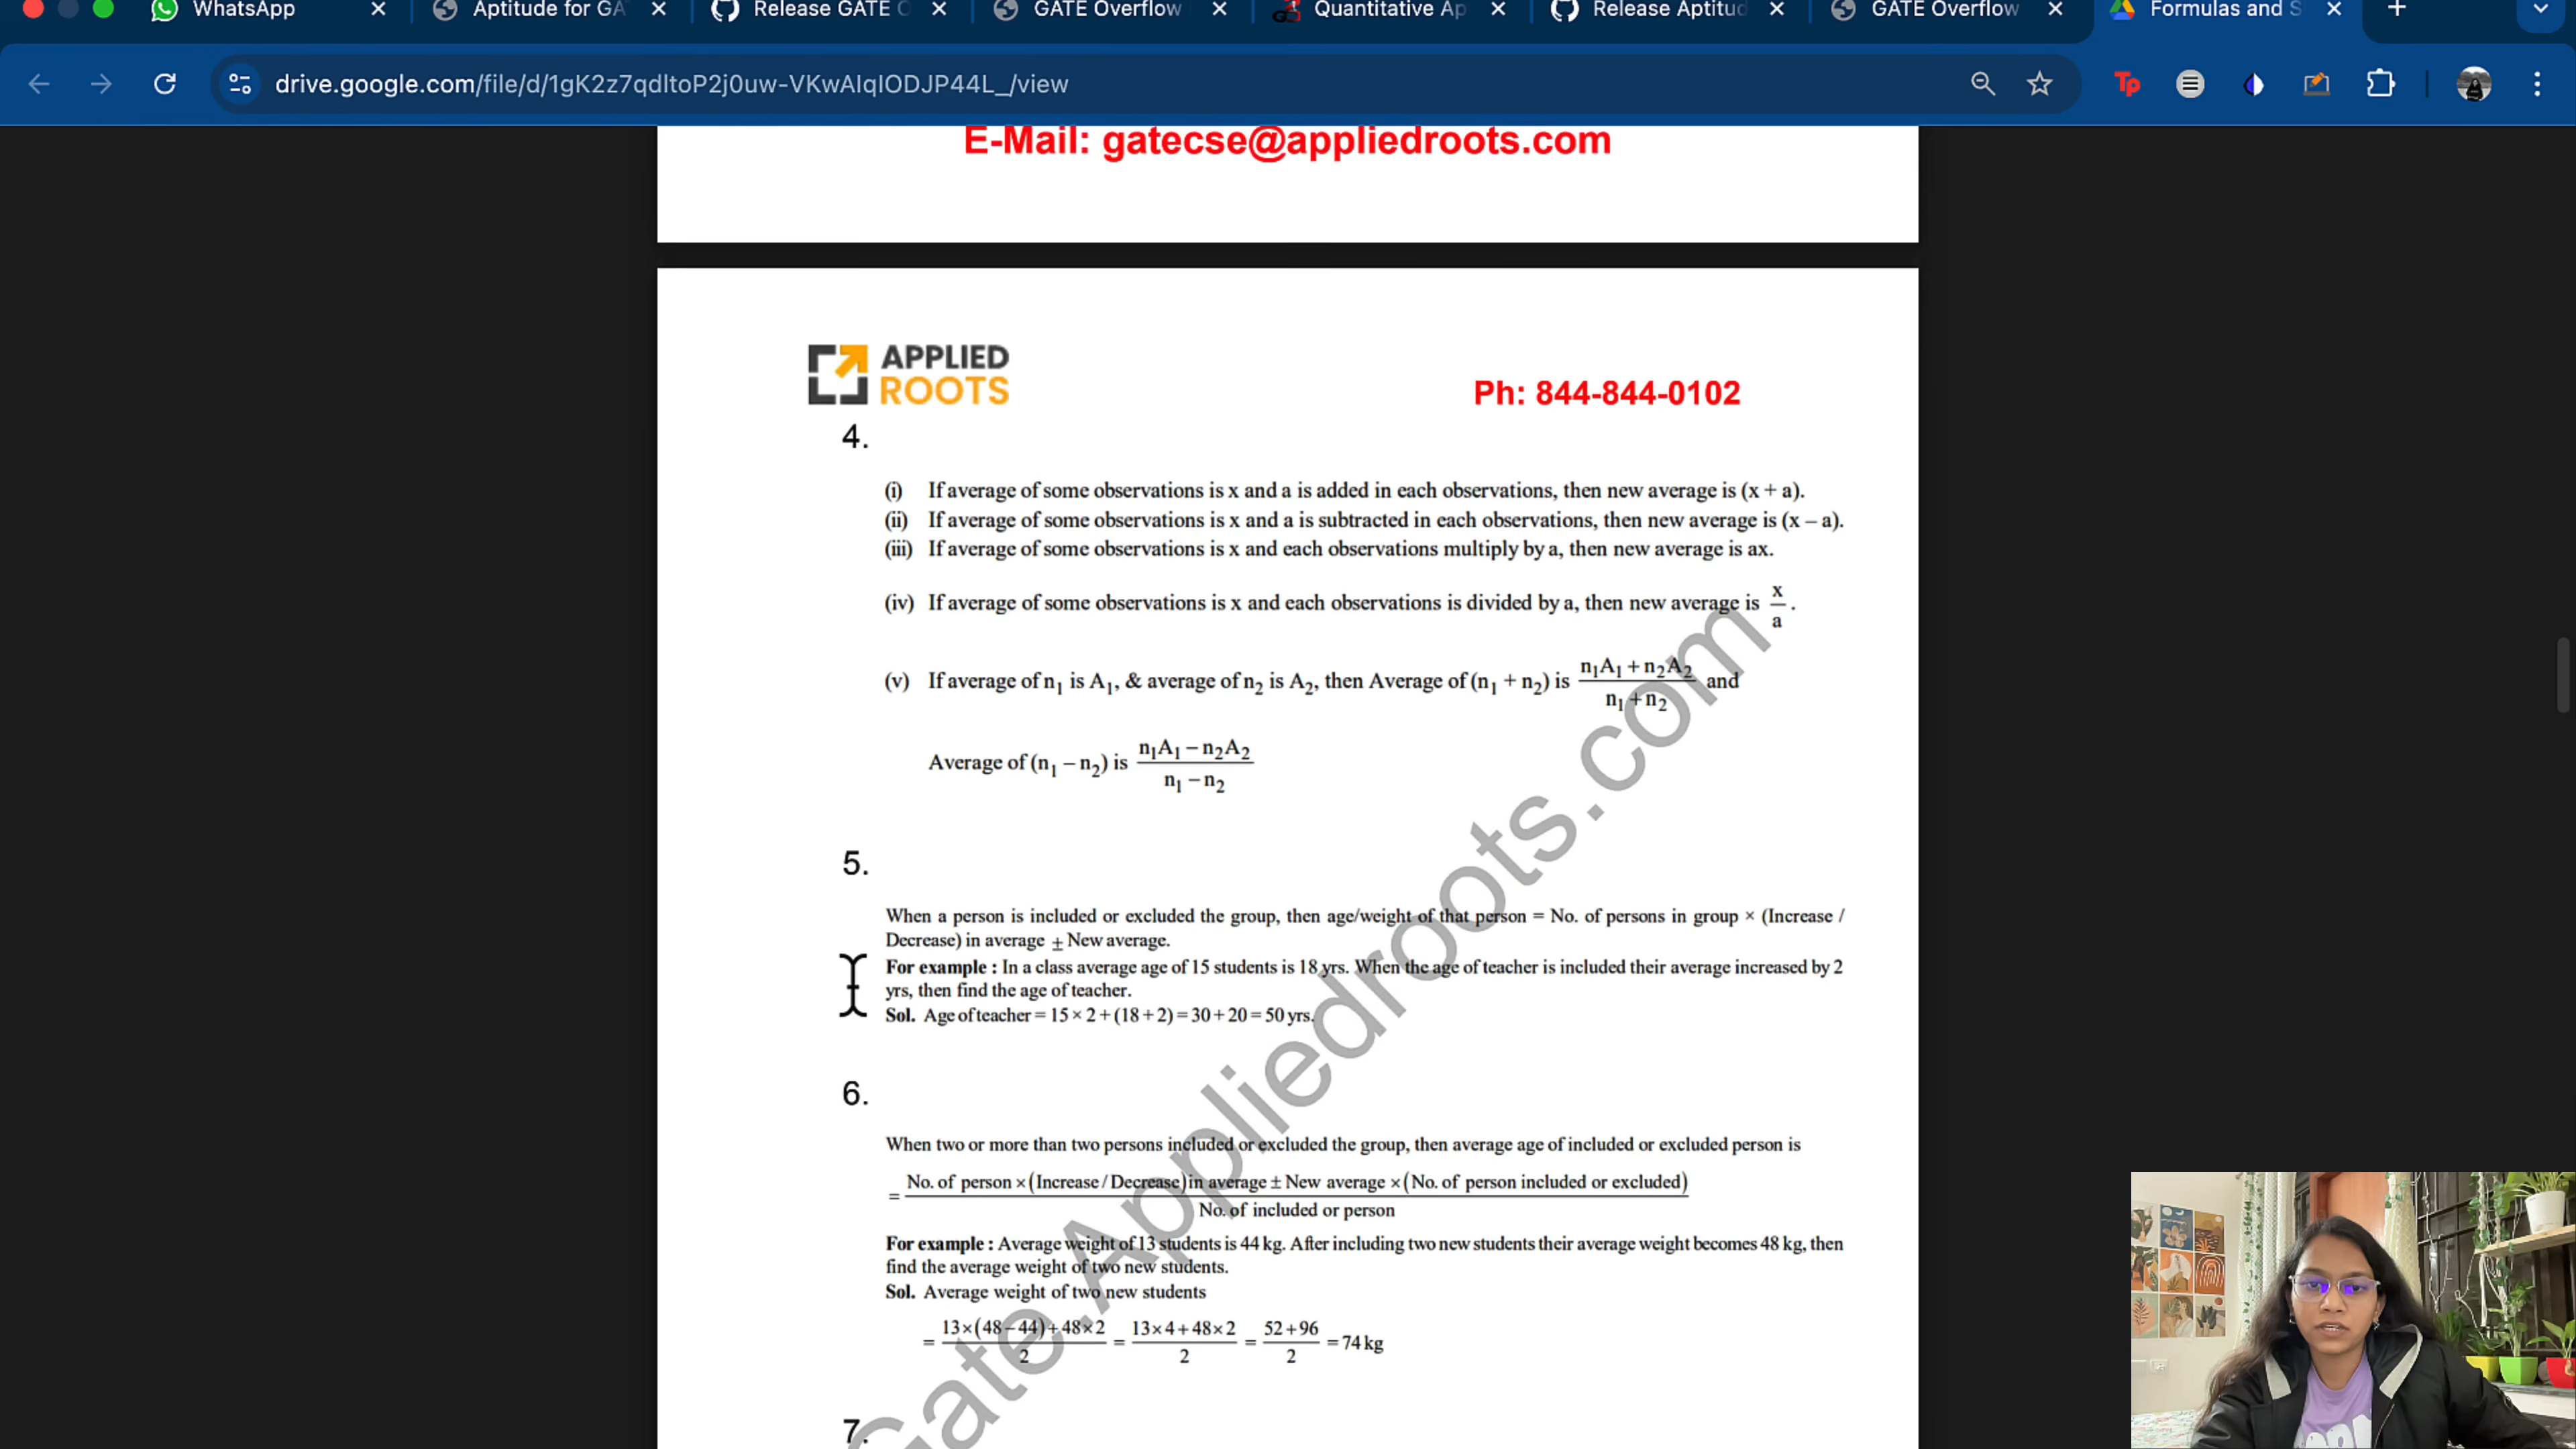 WhatsApp
Aptitude for GA
Release GATE C
GATE Overflow
Quantitative Ap
Release Aptitud
GATE Overflow
Formulas and S
drive.google.com/file/d/1gK2z7qdltoP2j0uw-VKwAIqIODJP44L_/view
Tp
E-Mail: gatecse@appliedroots.com
APPLIED
ROOTS
Ph: 844-844-0102
4.
(i) If average of some observations is x and a is added in each observations, then new average is (x + a).
(ii) If average of some observations is x and a is subtracted in each observations, then new average is (x – a).
(iii) If average of some observations is x and each observations multiply by a, then new average is ax.
(iv) If average of some observations is x and each observations is divided by a, then new average is x/a.
(v) If average of n₁ is A₁, & average of n₂ is A₂, then Average of (n₁ + n₂) is (n₁A₁ + n₂A₂)/(n₁ + n₂) and
Average of (n₁ – n₂) is (n₁A₁ – n₂A₂)/(n₁ – n₂)
5.
When a person is included or excluded the group, then age/weight of that person = No. of persons in group × (Increase /
Decrease) in average ± New average.
For example : In a class average age of 15 students is 18 yrs. When the age of teacher is included their average increased by 2
yrs, then find the age of teacher.
Sol. Age of teacher = 15 × 2 + (18 + 2) = 30 + 20 = 50 yrs.
6.
When two or more than two persons included or excluded the group, then average age of included or excluded person is
= No. of person × (Increase / Decrease) in average ± New average × (No. of person included or excluded)
No. of included or person
For example : Average weight of 13 students is 44 kg. After including two new students their average weight becomes 48 kg, then
find the average weight of two new students.
Sol. Average weight of two new students
= (13×(48–44)+48×2)/2 = (13×4+48×2)/2 = (52+96)/2 = 74 kg
7.
Gate.Appliedroots.com